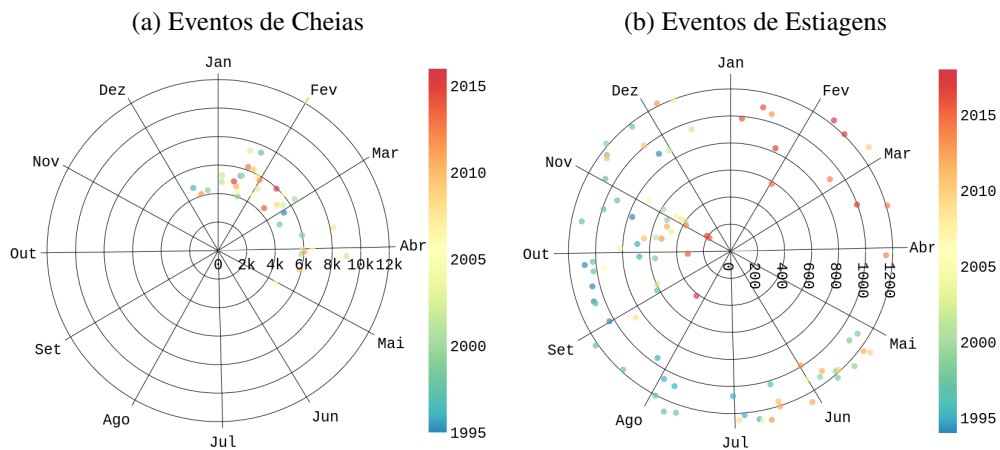 (a) Eventos de Cheias
(b) Eventos de Estiagens
Jan
Fev
Mar
Abr
Mai
Jun
Jul
Ago
Set
Out
Nov
Dez
0 2k 4k 6k 8k 10k 12k
2015
2010
2005
2000
1995
Jan
Fev
Mar
Abr
Mai
Jun
Jul
Ago
Set
Out
Nov
Dez
0 200 400 600 800 1000 1200
2015
2010
2005
2000
1995